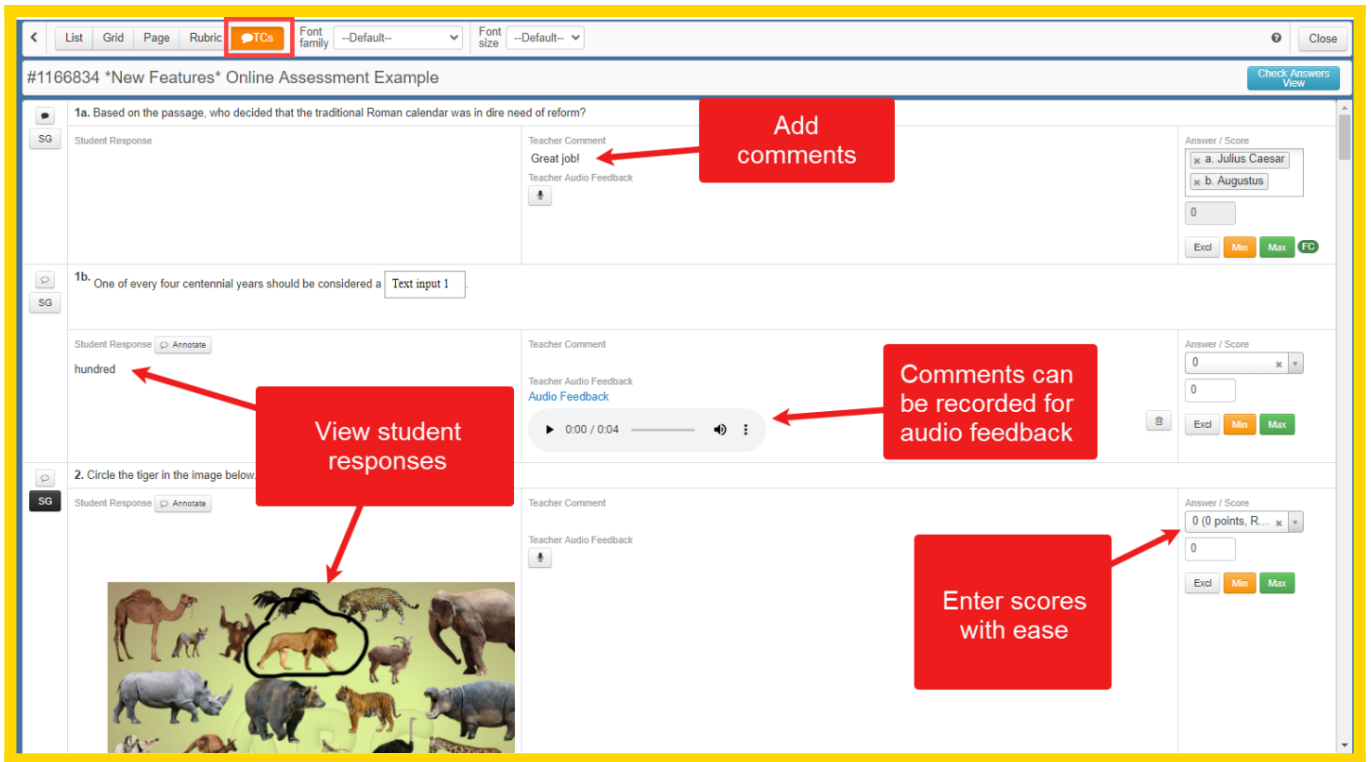 List Grid Page Rubric TCs Font family --Default-- Font size --Default-- Close
#1166834 *New Features* Online Assessment Example
Check Answers View
1a. Based on the passage, who decided that the traditional Roman calendar was in dire need of reform?
SG
Student Response
Teacher Comment
Great job!
Teacher Audio Feedback
Add
comments
Answer / Score
a. Julius Caesar
b. Augustus
0
Excl Min Max FC
1b. One of every four centennial years should be considered a Text input 1 .
SG
Student Response Annotate
hundred
Teacher Comment
Teacher Audio Feedback
Audio Feedback
0:00 / 0:04
View student
responses
Comments can
be recorded for
audio feedback
Answer / Score
0
0
Excl Min Max
2. Circle the tiger in the image below.
SG
Student Response Annotate
Teacher Comment
Teacher Audio Feedback
Enter scores
with ease
Answer / Score
0 (0 points, R...
0
Excl Min Max